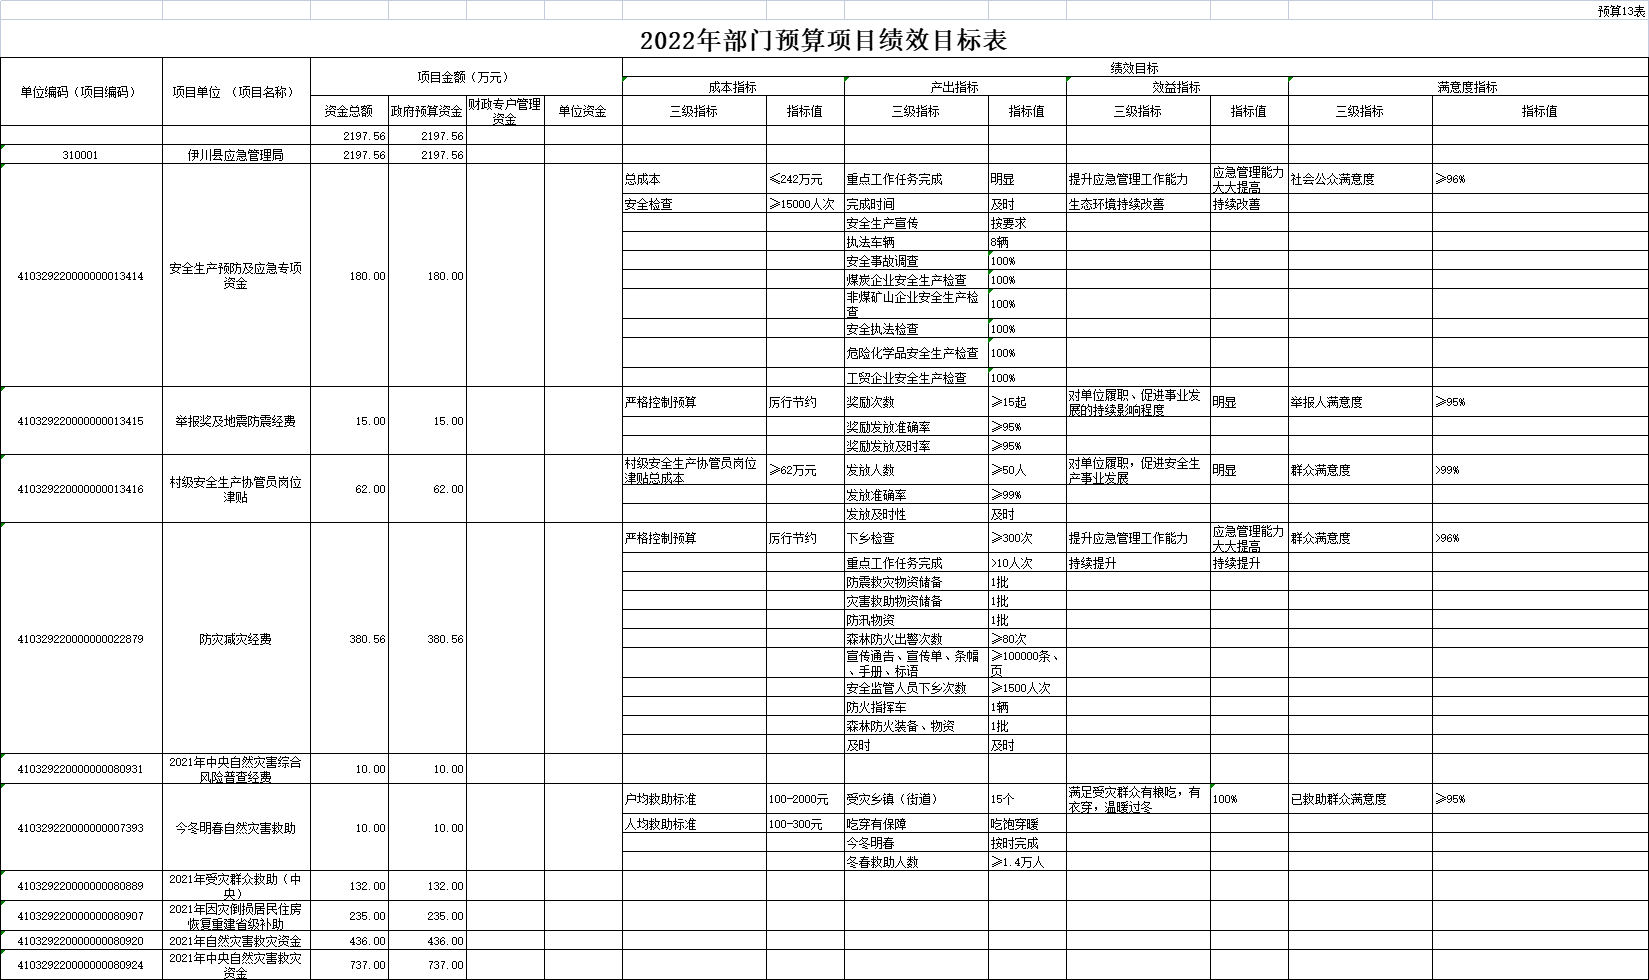 预算13表
2022年部门预算项目绩效目标表
单位编码（项目编码） 项目单位 （项目名称） 项目金额（万元） 绩效目标
成本指标 产出指标 效益指标 满意度指标
资金总额 政府预算资金 财政专户管理资金 单位资金 三级指标 指标值 三级指标 指标值 三级指标 指标值 三级指标 指标值
2197.56 2197.56
310001 伊川县应急管理局 2197.56 2197.56
410329220000000013414 安全生产预防及应急专项资金 180.00 180.00
总成本 ≤242万元 重点工作任务完成 明显 提升应急管理工作能力 应急管理能力大大提高 社会公众满意度 ≥96%
安全检查 ≥15000人次 完成时间 及时 生态环境持续改善 持续改善
安全生产宣传 按要求
执法车辆 8辆
安全事故调查 100%
煤炭企业安全生产检查 100%
非煤矿山企业安全生产检查 100%
安全执法检查 100%
危险化学品安全生产检查 100%
工贸企业安全生产检查 100%
410329220000000013415 举报奖及地震防震经费 15.00 15.00
严格控制预算 厉行节约 奖励次数 ≥15起 对单位履职、促进事业发展的持续影响程度 明显 举报人满意度 ≥95%
奖励发放准确率 ≥95%
奖励发放及时率 ≥95%
410329220000000013416 村级安全生产协管员岗位津贴 62.00 62.00
村级安全生产协管员岗位津贴总成本 ≥62万元 发放人数 ≥50人 对单位履职，促进安全生产事业发展 明显 群众满意度 >99%
发放准确率 ≥99%
发放及时性 及时
410329220000000022879 防灾减灾经费 380.56 380.56
严格控制预算 厉行节约 下乡检查 ≥300次 提升应急管理工作能力 应急管理能力大大提高 群众满意度 >96%
重点工作任务完成 >10人次 持续提升 持续提升
防震救灾物资储备 1批
灾害救助物资储备 1批
防汛物资 1批
森林防火出警次数 ≥80次
宣传通告、宣传单、条幅、手册、标语 ≥100000条、页
安全监管人员下乡次数 ≥1500人次
防火指挥车 1辆
森林防火装备、物资 1批
及时 及时
410329220000000080931 2021年中央自然灾害综合风险普查经费 10.00 10.00
410329220000000007393 今冬明春自然灾害救助 10.00 10.00
户均救助标准 100-2000元 受灾乡镇（街道） 15个 满足受灾群众有粮吃，有衣穿，温暖过冬 100% 已救助群众满意度 ≥95%
人均救助标准 100-300元 吃穿有保障 吃饱穿暖
今冬明春 按时完成
冬春救助人数 ≥1.4万人
410329220000000080889 2021年受灾群众救助（中央） 132.00 132.00
410329220000000080907 2021年因灾倒损居民住房恢复重建省级补助 235.00 235.00
410329220000000080920 2021年自然灾害救灾资金 436.00 436.00
410329220000000080924 2021年中央自然灾害救灾资金 737.00 737.00